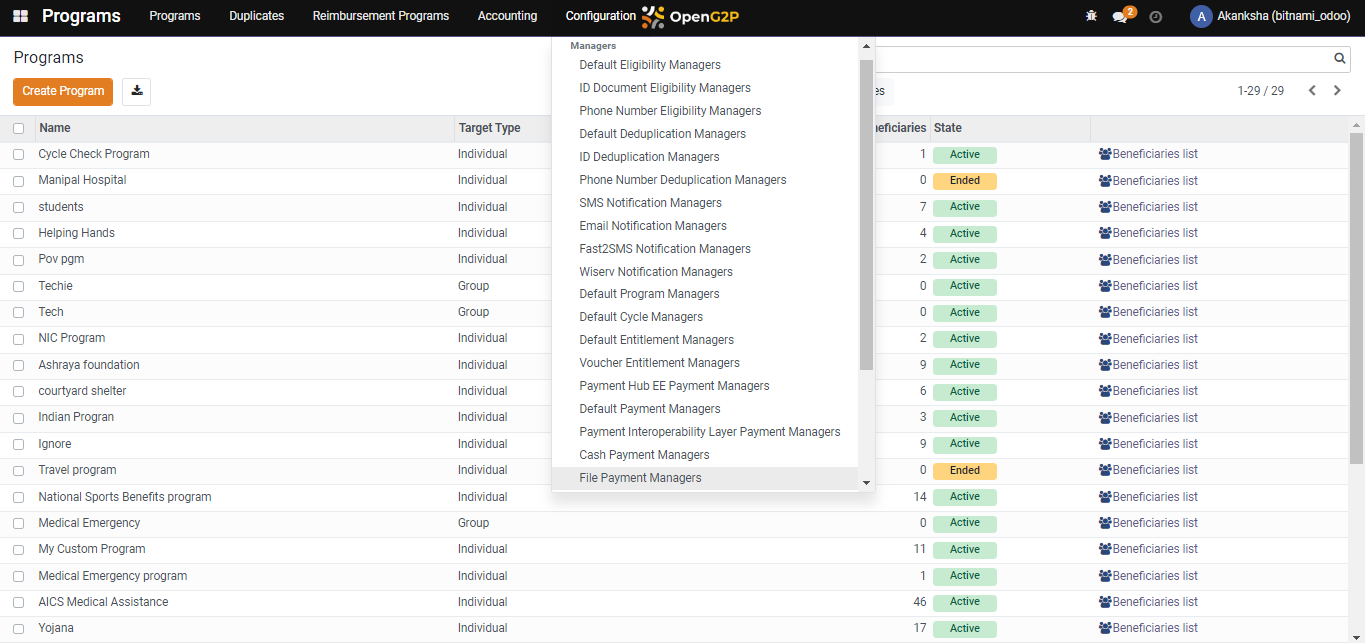 Programs Programs Duplicates Reimbursement Programs Accounting Configuration OpenG2P 2 A Akanksha (bitnami_odoo)
Programs
Create Program
1-29 / 29
Managers
Default Eligibility Managers
ID Document Eligibility Managers
Phone Number Eligibility Managers
Default Deduplication Managers
ID Deduplication Managers
Phone Number Deduplication Managers
SMS Notification Managers
Email Notification Managers
Fast2SMS Notification Managers
Wiserv Notification Managers
Default Program Managers
Default Cycle Managers
Default Entitlement Managers
Voucher Entitlement Managers
Payment Hub EE Payment Managers
Default Payment Managers
Payment Interoperability Layer Payment Managers
Cash Payment Managers
File Payment Managers
Name Target Type eficiaries State
Cycle Check Program Individual 1 Active Beneficiaries list
Manipal Hospital Individual 0 Ended Beneficiaries list
students Individual 7 Active Beneficiaries list
Helping Hands Individual 4 Active Beneficiaries list
Pov pgm Individual 2 Active Beneficiaries list
Techie Group 0 Active Beneficiaries list
Tech Group 0 Active Beneficiaries list
NIC Program Individual 2 Active Beneficiaries list
Ashraya foundation Individual 9 Active Beneficiaries list
courtyard shelter Individual 6 Active Beneficiaries list
Indian Progran Individual 3 Active Beneficiaries list
Ignore Individual 9 Active Beneficiaries list
Travel program Individual 0 Ended Beneficiaries list
National Sports Benefits program Individual 14 Active Beneficiaries list
Medical Emergency Group 0 Active Beneficiaries list
My Custom Program Individual 11 Active Beneficiaries list
Medical Emergency program Individual 1 Active Beneficiaries list
AICS Medical Assistance Individual 46 Active Beneficiaries list
Yojana Individual 17 Active Beneficiaries list